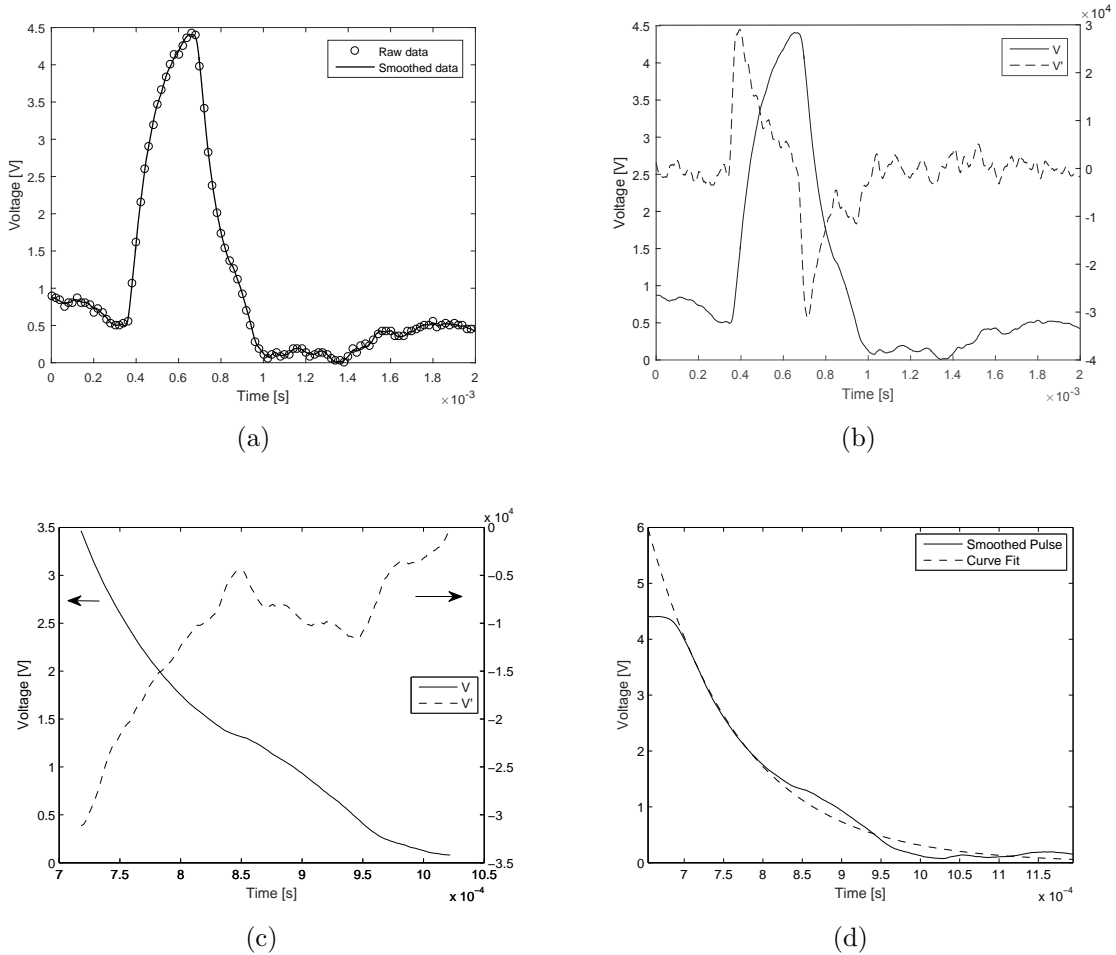 4.5
4
3.5
3
2.5
2
1.5
1
0.5
0
Voltage [V]
Raw data
Smoothed data
0 0.2 0.4 0.6 0.8 1 1.2 1.4 1.6 1.8 2
Time [s]
×10⁻³
(a)
4.5
4
3.5
3
2.5
2
1.5
1
0.5
0
Voltage [V]
V
V'
×10⁴
3
2
1
0
-1
-2
-3
-4
0 0.2 0.4 0.6 0.8 1 1.2 1.4 1.6 1.8 2
Time [s]
×10⁻³
(b)
3.5
3
2.5
2
1.5
1
0.5
0
Voltage [V]
V
V'
x 10⁴
0
−0.5
−1
−1.5
−2
−2.5
−3
−3.5
7 7.5 8 8.5 9 9.5 10 10.5
Time [s]
x 10⁻⁴
(c)
6
5
4
3
2
1
0
Voltage [V]
Smoothed Pulse
Curve Fit
7 7.5 8 8.5 9 9.5 10 10.5 11 11.5
Time [s]
x 10⁻⁴
(d)